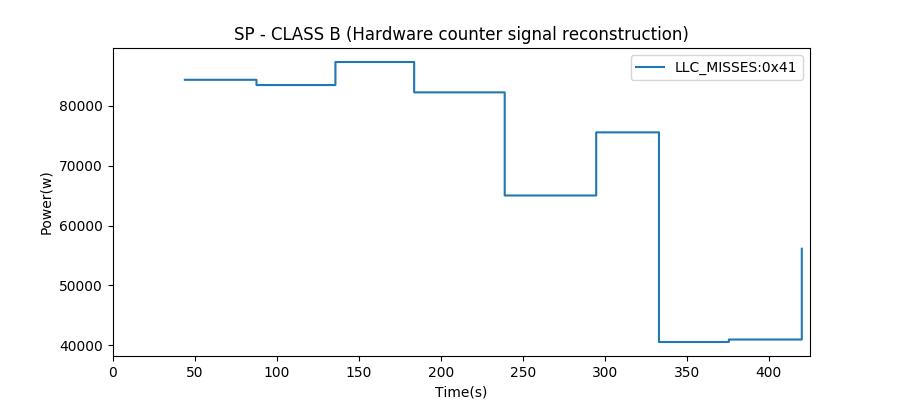 SP - CLASS B (Hardware counter signal reconstruction)
LLC_MISSES:0x41
Power(w)
80000
70000
60000
50000
40000
0 50 100 150 200 250 300 350 400
Time(s)